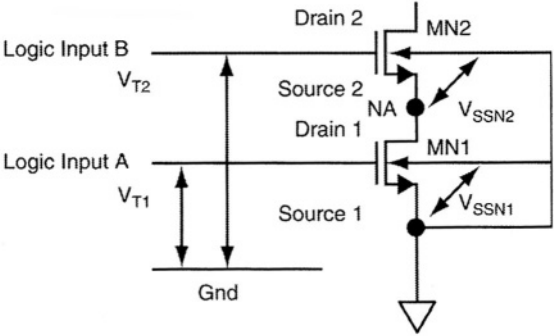 Drain 2
MN2
Logic Input B
VT2
Source 2
NA
VSSN2
Drain 1
Logic Input A
MN1
VT1
VSSN1
Source 1
Gnd